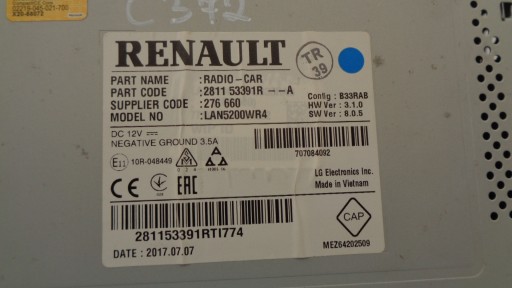 C 372
RENAULT
TR
39
PART NAME : RADIO-CAR
PART CODE : 2811 53391R --A
SUPPLIER CODE : 276 660
MODEL NO : LAN5200WR4
Config : B33RAB
HW Ver : 3.1.0
SW Ver : 8.0.5
DC 12V
NEGATIVE GROUND 3.5A
707084092
E11 10R-048449
LG Electronics Inc.
Made in Vietnam
CE
EAC
CAP
281153391RTI774
MEZ64202509
DATE : 2017.07.07